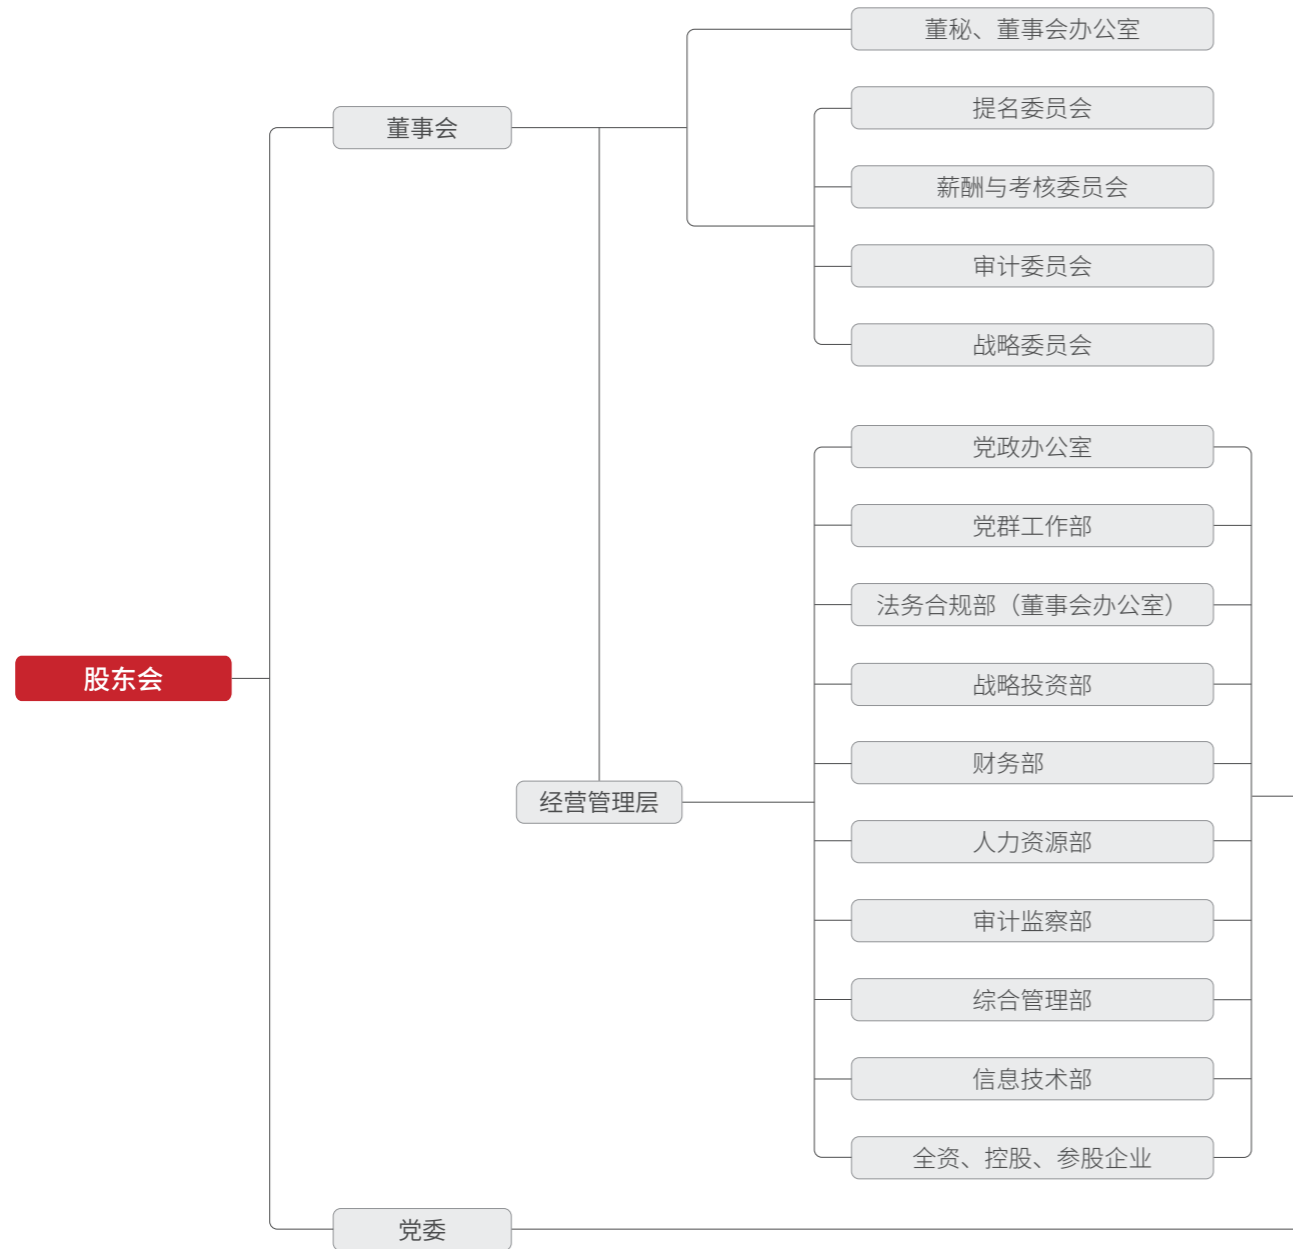 董秘、董事会办公室
提名委员会
董事会
薪酬与考核委员会
审计委员会
战略委员会
党政办公室
党群工作部
法务合规部（董事会办公室）
股东会
战略投资部
财务部
经营管理层
人力资源部
审计监察部
综合管理部
信息技术部
全资、控股、参股企业
党委